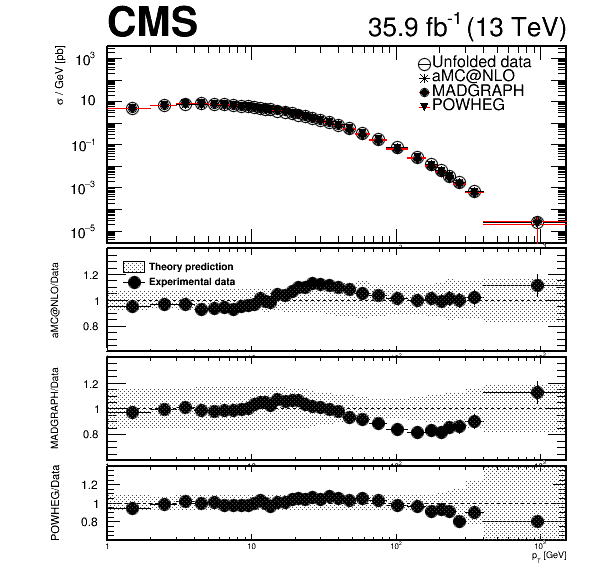 CMS 35.9 fb⁻¹ (13 TeV)
σ / GeV [pb]
10³
10
10⁻¹
10⁻³
10⁻⁵
Unfolded data
aMC@NLO
MADGRAPH
POWHEG
aMC@NLO/Data
1.2
1
0.8
Theory prediction
Experimental data
MADGRAPH/Data
1.2
1
0.8
POWHEG/Data
1.2
1
0.8
1 10 10² 10³
p_T [GeV]